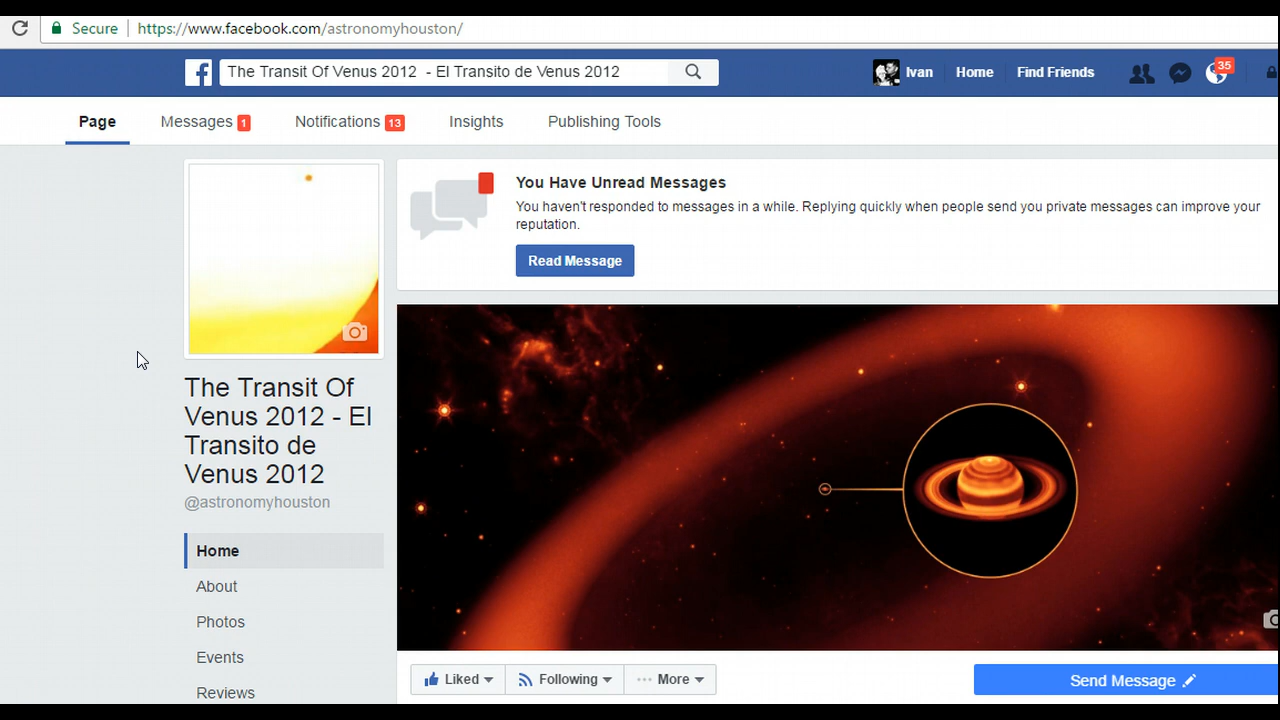 Secure https://www.facebook.com/astronomyhouston/
The Transit Of Venus 2012 - El Transito de Venus 2012
Ivan Home Find Friends 35
Page Messages 1 Notifications 13 Insights Publishing Tools
You Have Unread Messages
You haven't responded to messages in a while. Replying quickly when people send you private messages can improve your
reputation.
Read Message
The Transit Of
Venus 2012 - El
Transito de
Venus 2012
@astronomyhouston
Home
About
Photos
Events
Reviews
Liked Following More
Send Message